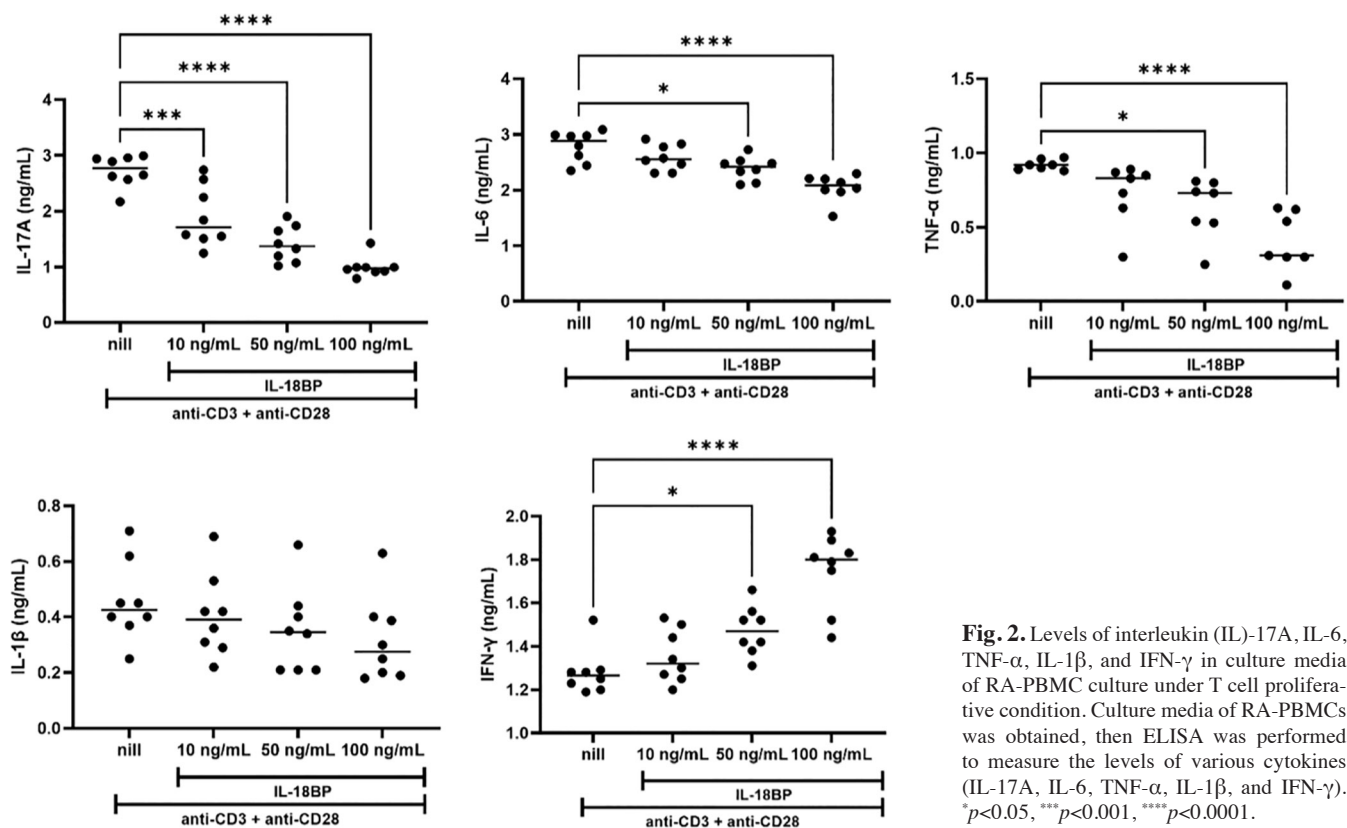 ****
****
***
IL-17A (ng/mL)
4
3
2
1
0
nill 10 ng/mL 50 ng/mL 100 ng/mL
IL-18BP
anti-CD3 + anti-CD28
****
*
IL-6 (ng/mL)
4
3
2
1
0
nill 10 ng/mL 50 ng/mL 100 ng/mL
IL-18BP
anti-CD3 + anti-CD28
****
*
TNF-α (ng/mL)
1.5
1.0
0.5
0.0
nill 10 ng/mL 50 ng/mL 100 ng/mL
IL-18BP
anti-CD3 + anti-CD28
IL-1β (ng/mL)
0.8
0.6
0.4
0.2
0.0
nill 10 ng/mL 50 ng/mL 100 ng/mL
IL-18BP
anti-CD3 + anti-CD28
****
*
IFN-γ (ng/mL)
2.0
1.8
1.6
1.4
1.2
1.0
nill 10 ng/mL 50 ng/mL 100 ng/mL
IL-18BP
anti-CD3 + anti-CD28
Fig. 2. Levels of interleukin (IL)-17A, IL-6,
TNF-α, IL-1β, and IFN-γ in culture media
of RA-PBMC culture under T cell prolifera-
tive condition. Culture media of RA-PBMCs
was obtained, then ELISA was performed
to measure the levels of various cytokines
(IL-17A, IL-6, TNF-α, IL-1β, and IFN-γ).
*p<0.05, ***p<0.001, ****p<0.0001.